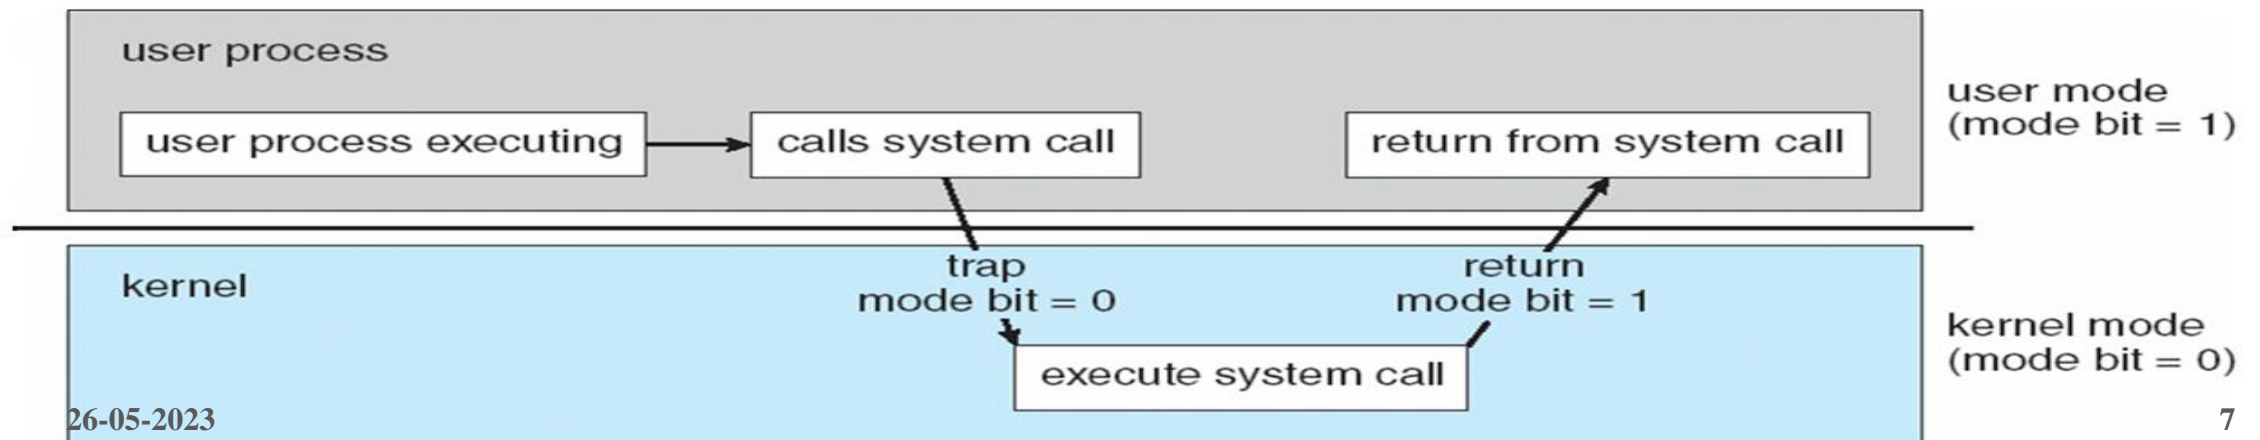 user process
user process executing
calls system call
return from system call
user mode
(mode bit = 1)
kernel
trap
mode bit = 0
return
mode bit = 1
execute system call
kernel mode
(mode bit = 0)
26-05-2023
7